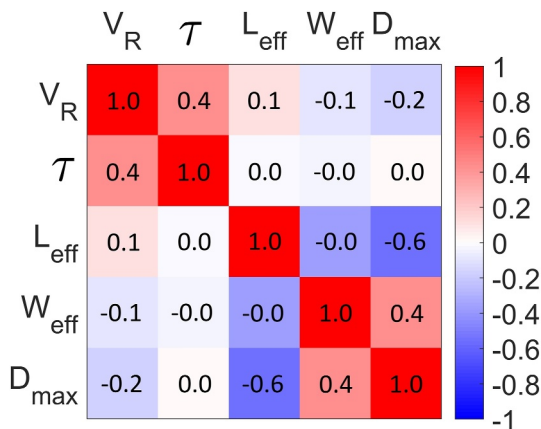 V_R τ L_eff W_eff D_max
V_R 1.0 0.4 0.1 -0.1 -0.2
τ 0.4 1.0 0.0 -0.0 0.0
L_eff 0.1 0.0 1.0 -0.0 -0.6
W_eff -0.1 -0.0 -0.0 1.0 0.4
D_max -0.2 0.0 -0.6 0.4 1.0
1
0.8
0.6
0.4
0.2
0
-0.2
-0.4
-0.6
-0.8
-1